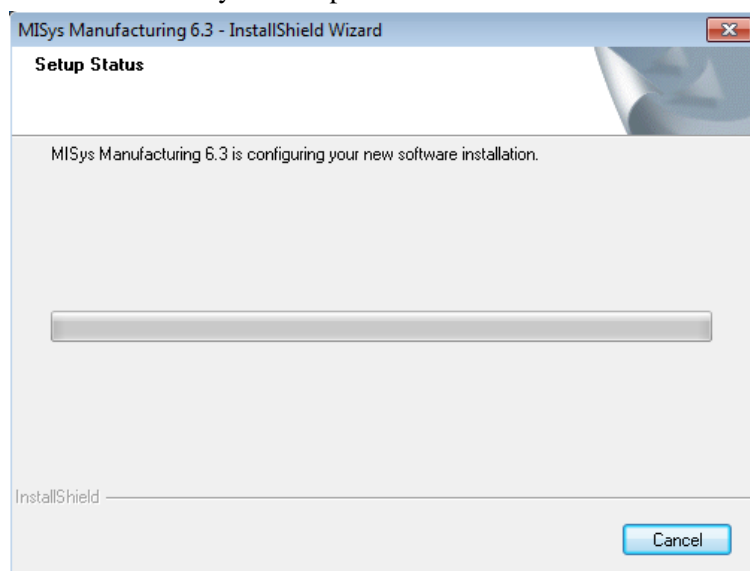 MISys Manufacturing 6.3 - InstallShield Wizard
Setup Status
MISys Manufacturing 6.3 is configuring your new software installation.
InstallShield
Cancel